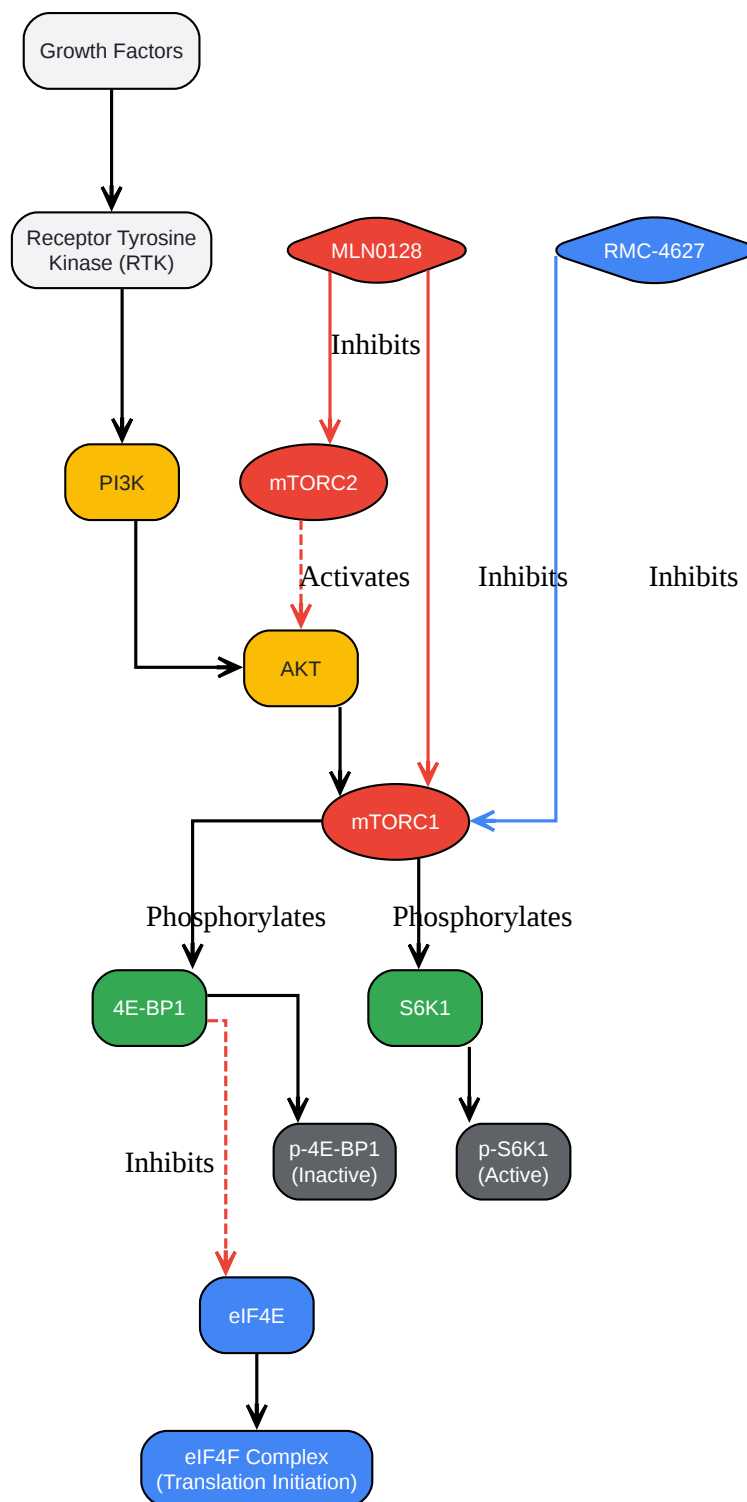 Growth Factors
Receptor Tyrosine
Kinase (RTK)
MLN0128
RMC-4627
Inhibits
PI3K
mTORC2
Activates
Inhibits
Inhibits
AKT
mTORC1
Phosphorylates
Phosphorylates
4E-BP1
S6K1
p-4E-BP1
(Inactive)
p-S6K1
(Active)
Inhibits
eIF4E
eIF4F Complex
(Translation Initiation)